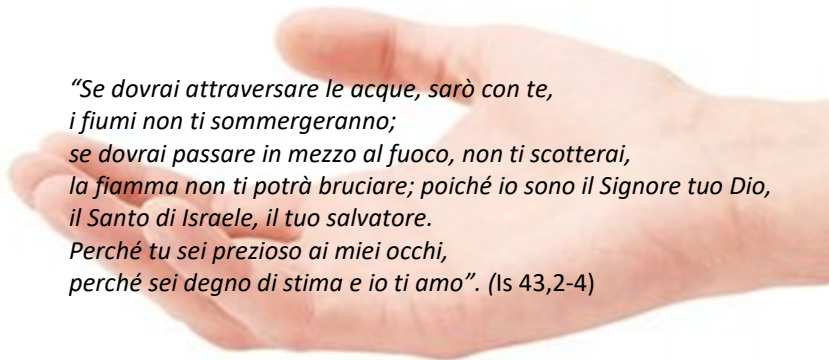 “Se dovrai attraversare le acque, sarò con te,
i fiumi non ti sommergeranno;
se dovrai passare in mezzo al fuoco, non ti scotterai,
la fiamma non ti potrà bruciare; poiché io sono il Signore tuo Dio,
il Santo di Israele, il tuo salvatore.
Perché tu sei prezioso ai miei occhi,
perché sei degno di stima e io ti amo”. (Is 43,2-4)